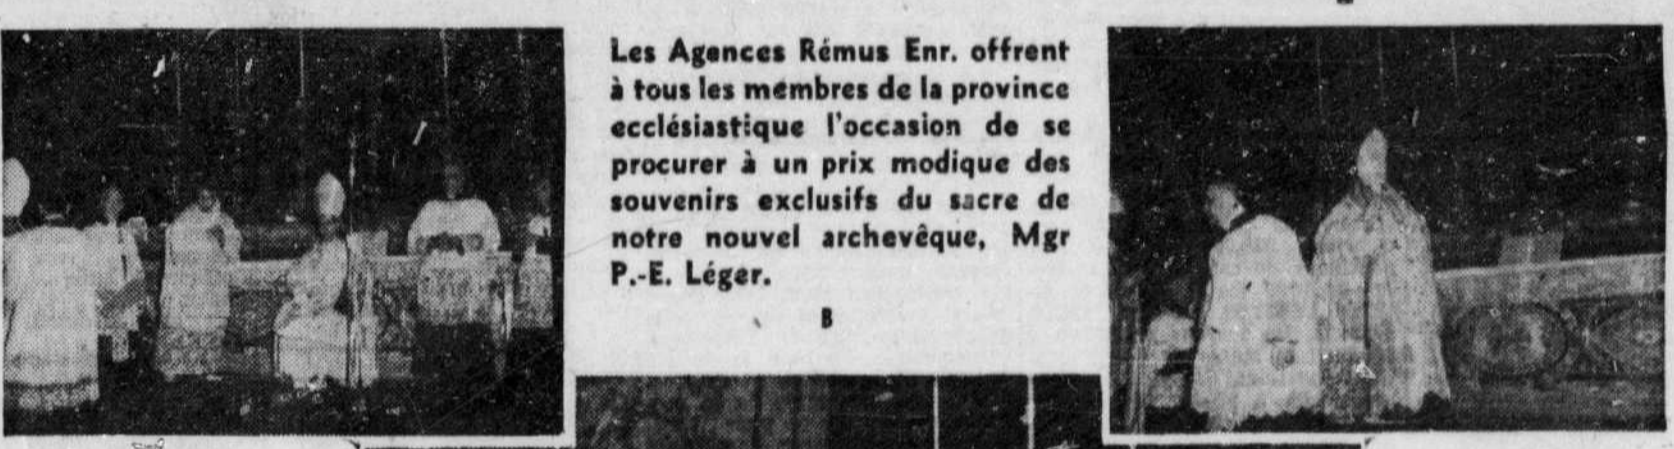 Les Agences Rémus Enr. offrent
à tous les membres de la province
ecclésiastique l'occasion de se
procurer à un prix modique des
souvenirs exclusifs du sacre de
notre nouvel archevêque, Mgr
P.-E. Léger.
B